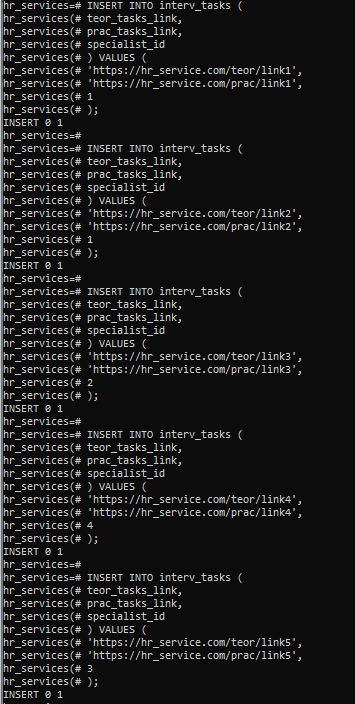 hr_services=# INSERT INTO interv_tasks (
hr_services(# teor_tasks_link,
hr_services(# prac_tasks_link,
hr_services(# specialist_id
hr_services(# ) VALUES (
hr_services(# 'https://hr_service.com/teor/link1',
hr_services(# 'https://hr_service.com/prac/link1',
hr_services(# 1
hr_services(# );
INSERT 0 1
hr_services=#
hr_services=# INSERT INTO interv_tasks (
hr_services(# teor_tasks_link,
hr_services(# prac_tasks_link,
hr_services(# specialist_id
hr_services(# ) VALUES (
hr_services(# 'https://hr_service.com/teor/link2',
hr_services(# 'https://hr_service.com/prac/link2',
hr_services(# 1
hr_services(# );
INSERT 0 1
hr_services=#
hr_services=# INSERT INTO interv_tasks (
hr_services(# teor_tasks_link,
hr_services(# prac_tasks_link,
hr_services(# specialist_id
hr_services(# ) VALUES (
hr_services(# 'https://hr_service.com/teor/link3',
hr_services(# 'https://hr_service.com/prac/link3',
hr_services(# 2
hr_services(# );
INSERT 0 1
hr_services=#
hr_services=# INSERT INTO interv_tasks (
hr_services(# teor_tasks_link,
hr_services(# prac_tasks_link,
hr_services(# specialist_id
hr_services(# ) VALUES (
hr_services(# 'https://hr_service.com/teor/link4',
hr_services(# 'https://hr_service.com/prac/link4',
hr_services(# 4
hr_services(# );
INSERT 0 1
hr_services=#
hr_services=# INSERT INTO interv_tasks (
hr_services(# teor_tasks_link,
hr_services(# prac_tasks_link,
hr_services(# specialist_id
hr_services(# ) VALUES (
hr_services(# 'https://hr_service.com/teor/link5',
hr_services(# 'https://hr_service.com/prac/link5',
hr_services(# 3
hr_services(# );
INSERT 0 1